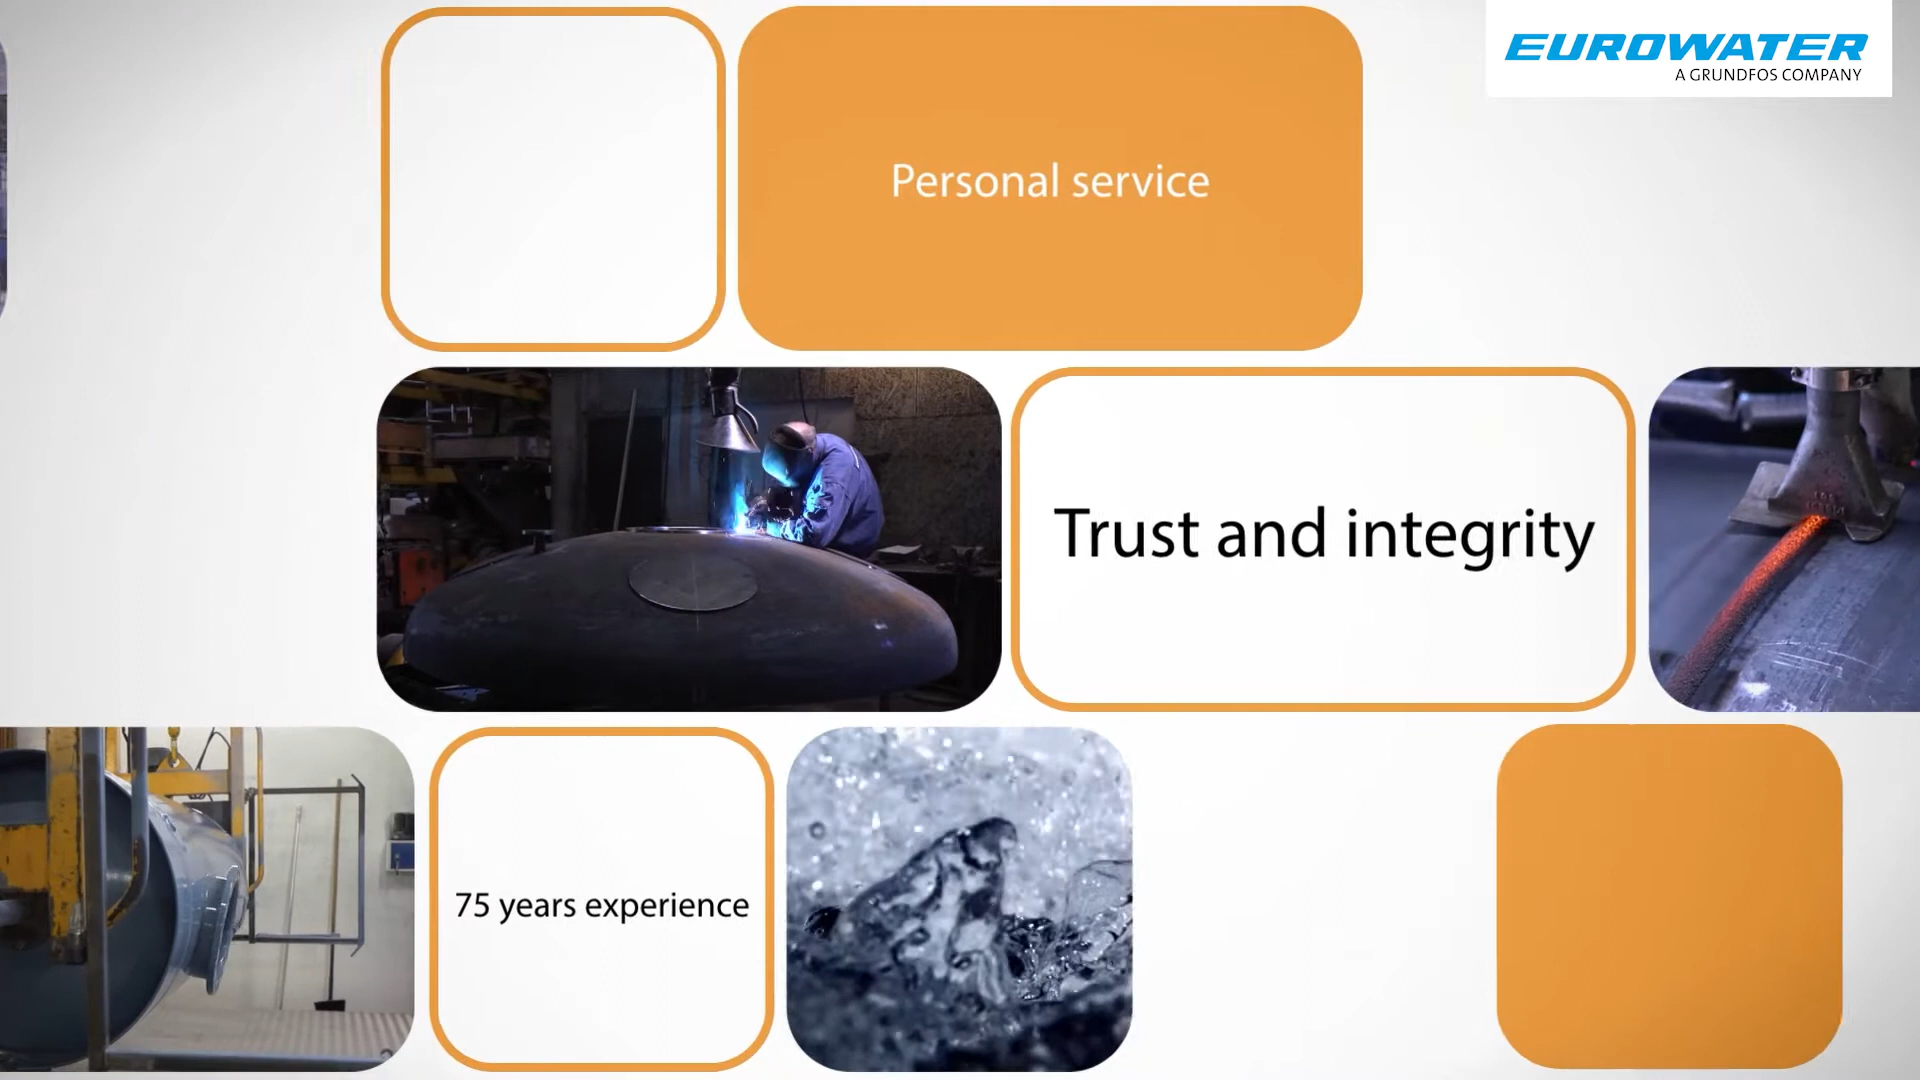 EUROWATER
A GRUNDFOS COMPANY
Personal service
Trust and integrity
75 years experience